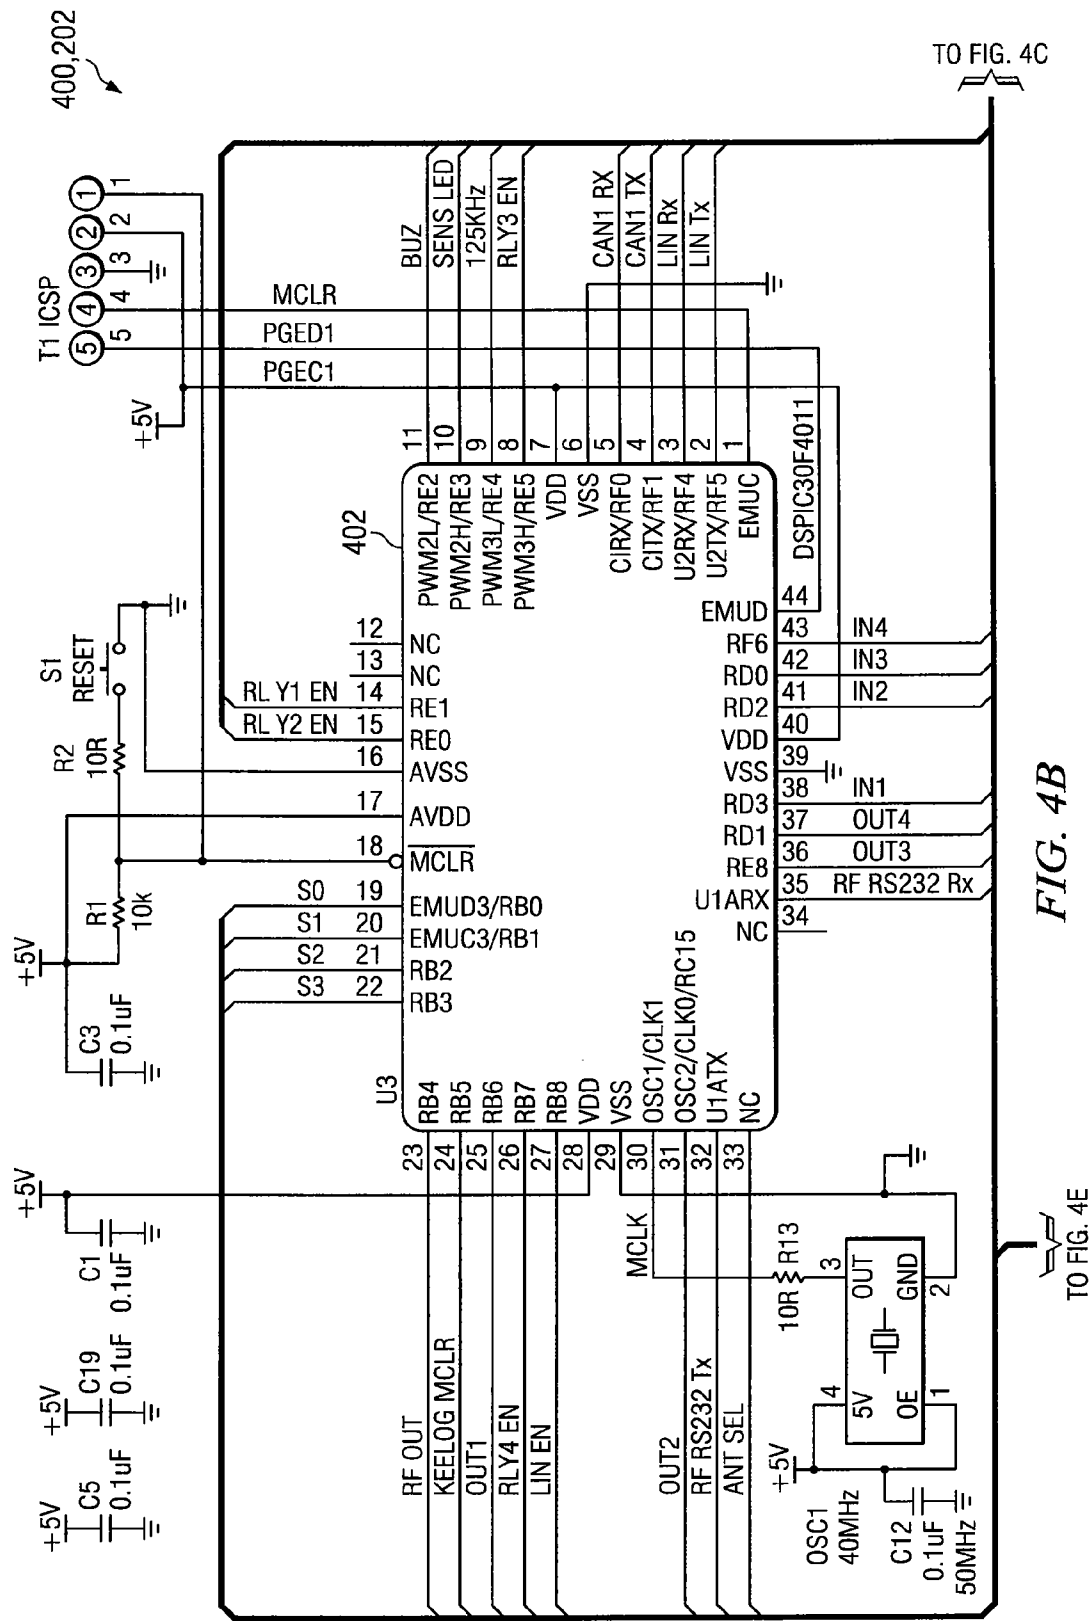 400,202
T1 ICSP
5 4 3 2 1
5 4 3 2 1
+5V
MCLR
PGED1
PGEC1
BUZ
SENS LED
125KHz
RLY3 EN
CAN1 RX
CAN1 TX
LIN Rx
LIN Tx
TO FIG. 4C
11
10
9
8
7
6
5
4
3
2
1
PWM2L/RE2
PWM2H/RE3
PWM3L/RE4
PWM3H/RE5
VDD
VSS
CIRX/RF0
CITX/RF1
U2RX/RF4
U2TX/RF5
EMUC
DSPIC30F4011
402
S1
RESET
R2
10R
R1
10k
+5V
C3
0.1uF
RL Y1 EN
RL Y2 EN
S0
S1
S2
S3
12
13
14
15
16
17
18
19
20
21
22
NC
NC
RE1
RE0
AVSS
AVDD
MCLR
EMUD3/RB0
EMUC3/RB1
RB2
RB3
U3
EMUD
RF6
RD0
RD2
VDD
VSS
RD3
RD1
RE8
U1ARX
NC
44
43
42
41
40
39
38
37
36
35
34
IN4
IN3
IN2
IN1
OUT4
OUT3
RF RS232 Rx
RB4
RB5
RB6
RB7
RB8
VDD
VSS
OSC1/CLK1
OSC2/CLK0/RC15
U1ATX
NC
23
24
25
26
27
28
29
30
31
32
33
+5V
C1
0.1uF
+5V
C19
0.1uF
+5V
C5
0.1uF
RF OUT
KEELOG MCLR
OUT1
RLY4 EN
LIN EN
MCLK
OUT2
RF RS232 Tx
ANT SEL
10R R13
3
OUT
GND
2
4
5V
OE
1
+5V
OSC1
40MHz
C12
0.1uF
50MHz
TO FIG. 4E
FIG. 4B